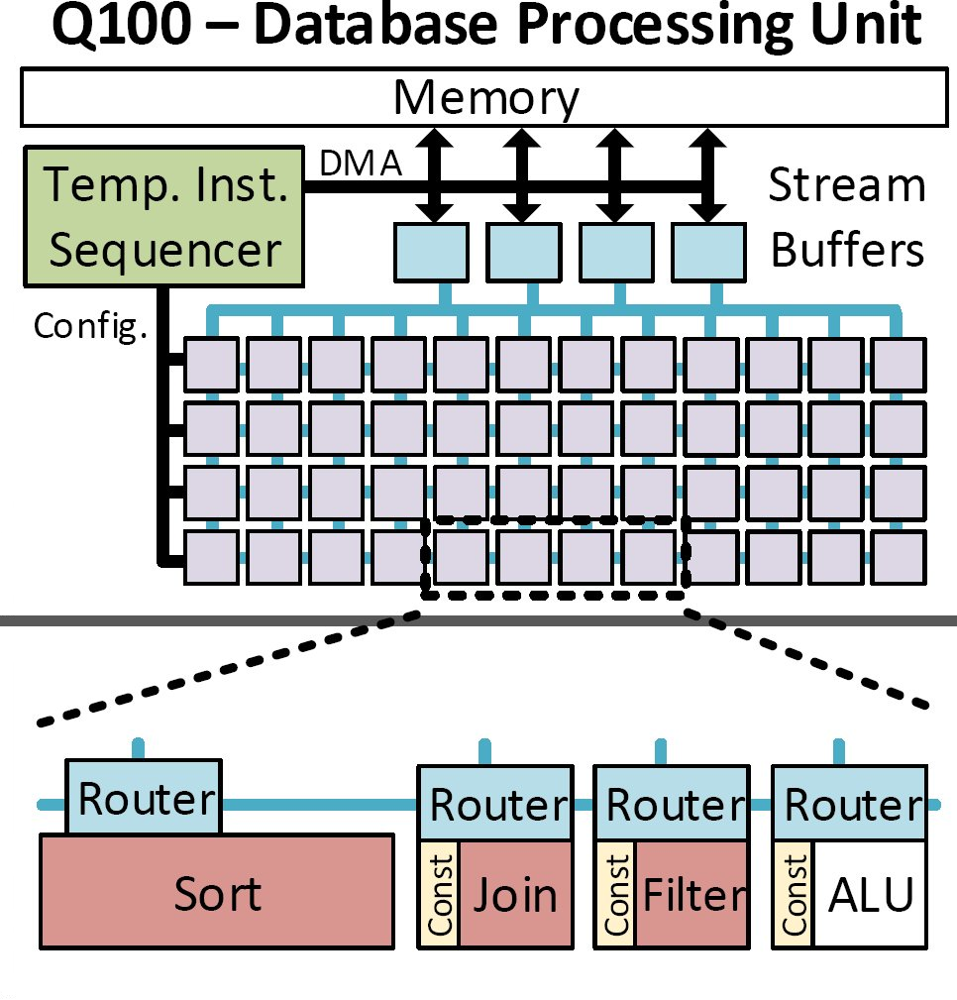 Q100 – Database Processing Unit
Memory
DMA
Temp. Inst.
Sequencer
Stream
Buffers
Config.
Router
Router
Router
Router
Sort
Const
Join
Const
Filter
Const
ALU